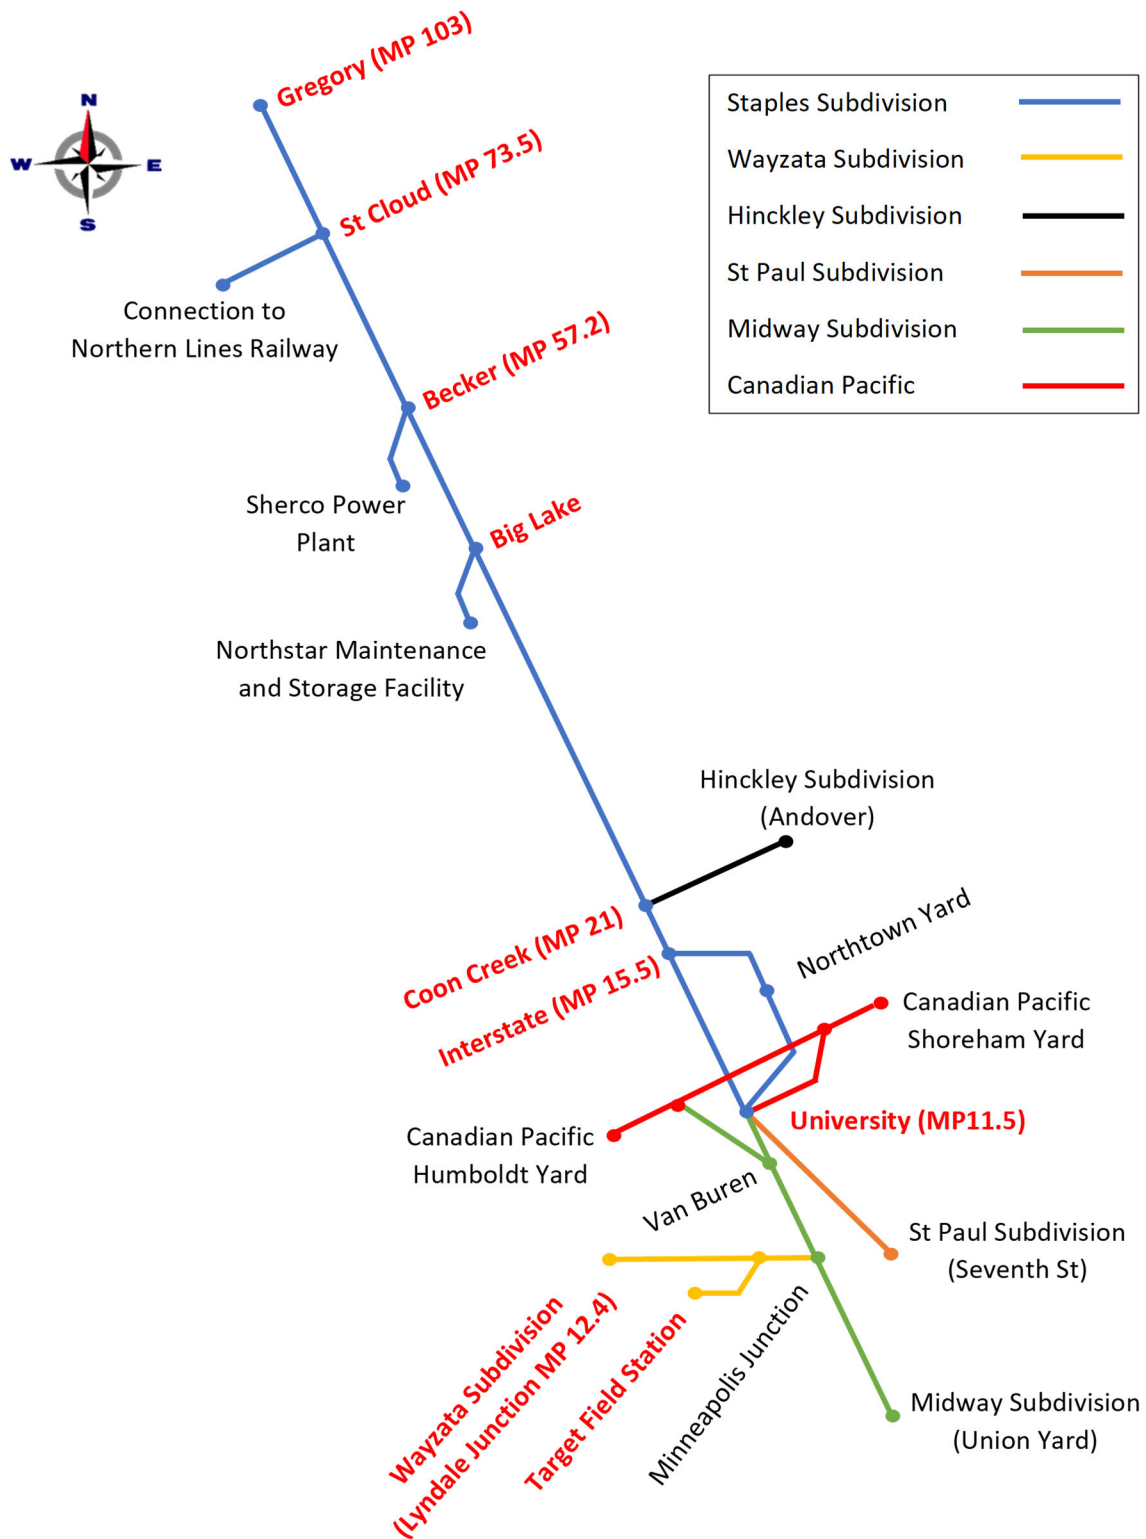 Gregory (MP 103)
N
W
E
S
Staples Subdivision
Wayzata Subdivision
Hinckley Subdivision
St Paul Subdivision
Midway Subdivision
Canadian Pacific
St Cloud (MP 73.5)
Connection to
Northern Lines Railway
Becker (MP 57.2)
Sherco Power
Plant
Big Lake
Northstar Maintenance
and Storage Facility
Hinckley Subdivision
(Andover)
Coon Creek (MP 21)
Northtown Yard
Interstate (MP 15.5)
Canadian Pacific
Shoreham Yard
University (MP11.5)
Canadian Pacific
Humboldt Yard
Van Buren
St Paul Subdivision
(Seventh St)
Wayzata Subdivision
(Lyndale Junction MP 12.4)
Target Field Station
Minneapolis Junction
Midway Subdivision
(Union Yard)